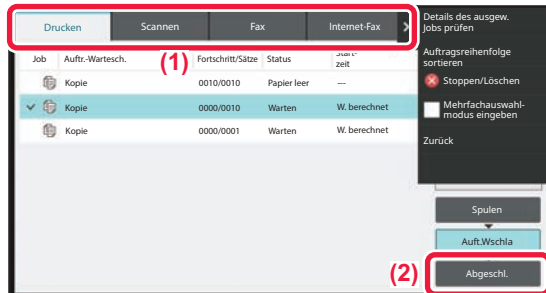 Drucken Scannen Fax Internet-Fax
(1)
Job Auftr.-Wartesch. Fortschritt/Sätze Status Start-
zeit
Kopie 0010/0010 Papier leer ---
Kopie 0000/0010 Warten W. berechnet
Kopie 0000/0001 Warten W. berechnet
Details des ausgew.
Jobs prüfen
Auftragsreihenfolge
sortieren
Stoppen/Löschen
Mehrfachauswahl-
modus eingeben
Zurück
Spulen
Auft.Wschla
(2)
Abgeschl.